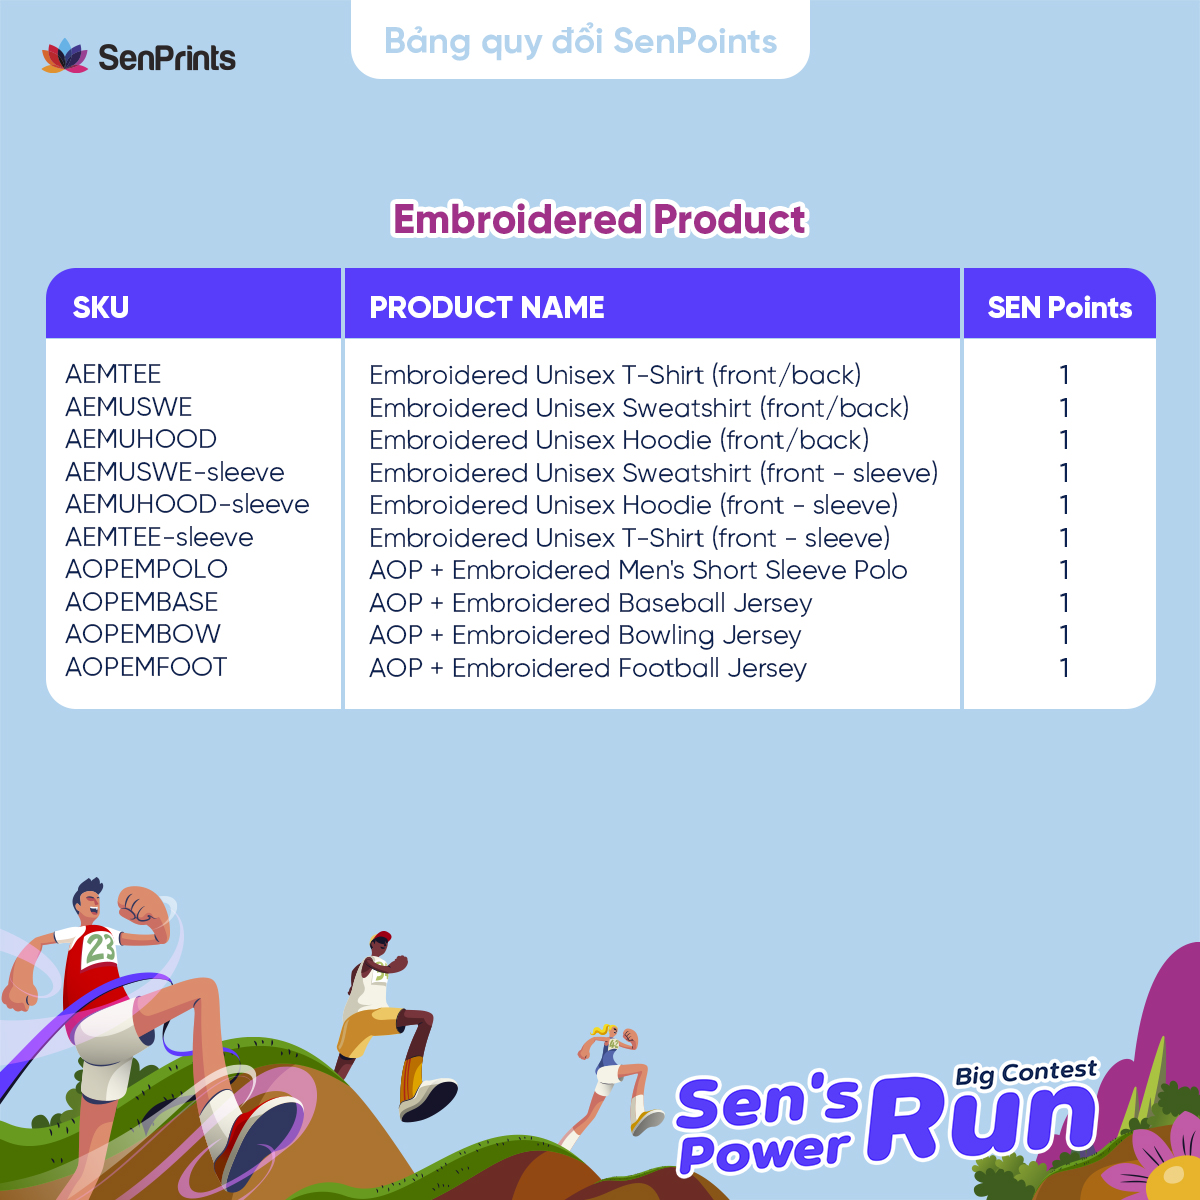 SenPrints
Bảng quy đổi SenPoints
Embroidered Product
SKU PRODUCT NAME SEN Points
AEMTEE Embroidered Unisex T-Shirt (front/back) 1
AEMUSWE Embroidered Unisex Sweatshirt (front/back) 1
AEMUHOOD Embroidered Unisex Hoodie (front/back) 1
AEMUSWE-sleeve Embroidered Unisex Sweatshirt (front - sleeve) 1
AEMUHOOD-sleeve Embroidered Unisex Hoodie (front - sleeve) 1
AEMTEE-sleeve Embroidered Unisex T-Shirt (front - sleeve) 1
AOPEMPOLO AOP + Embroidered Men's Short Sleeve Polo 1
AOPEMBASE AOP + Embroidered Baseball Jersey 1
AOPEMBOW AOP + Embroidered Bowling Jersey 1
AOPEMFOOT AOP + Embroidered Football Jersey 1
23
Big Contest
Sen's
Power
Run